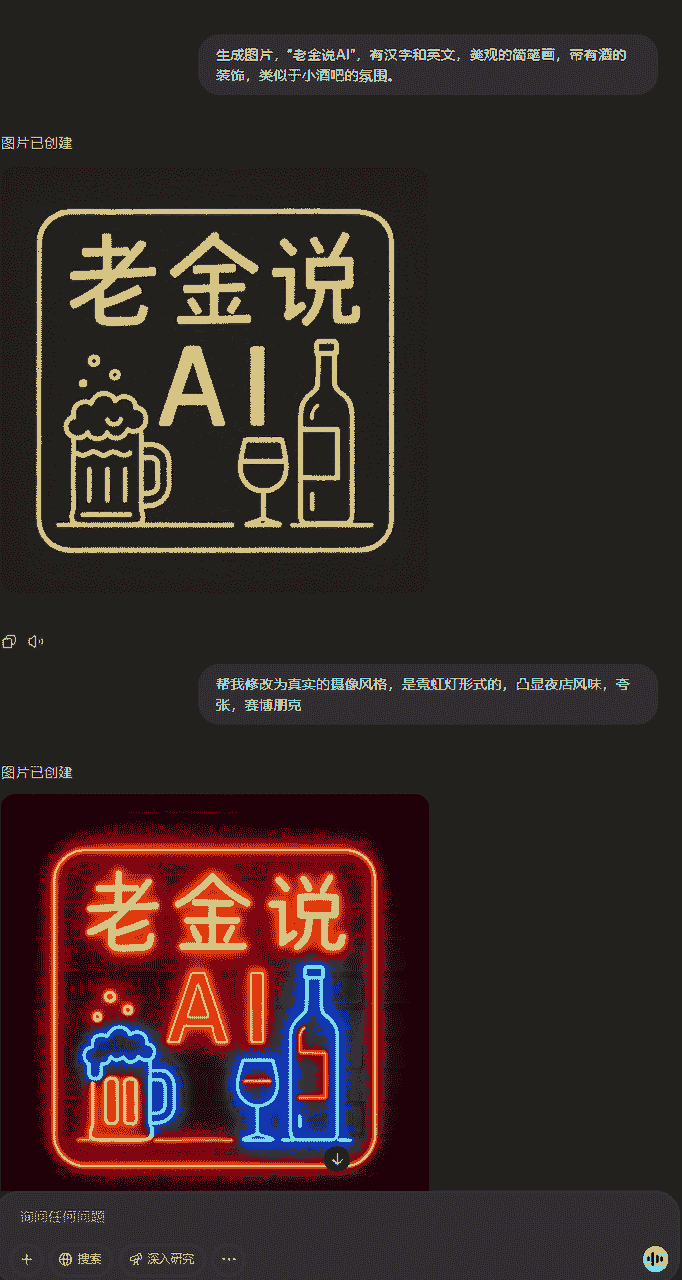 生成图片，“老金说AI”，有汉字和英文，美观的简笔画，带有酒的
装饰，类似于小酒吧的氛围。
图片已创建
老金说
AI
帮我修改为真实的摄像风格，是霓虹灯形式的，凸显夜店风味，夸
张，赛博朋克
图片已创建
老金说
AI
询问任何问题
搜索
深入研究